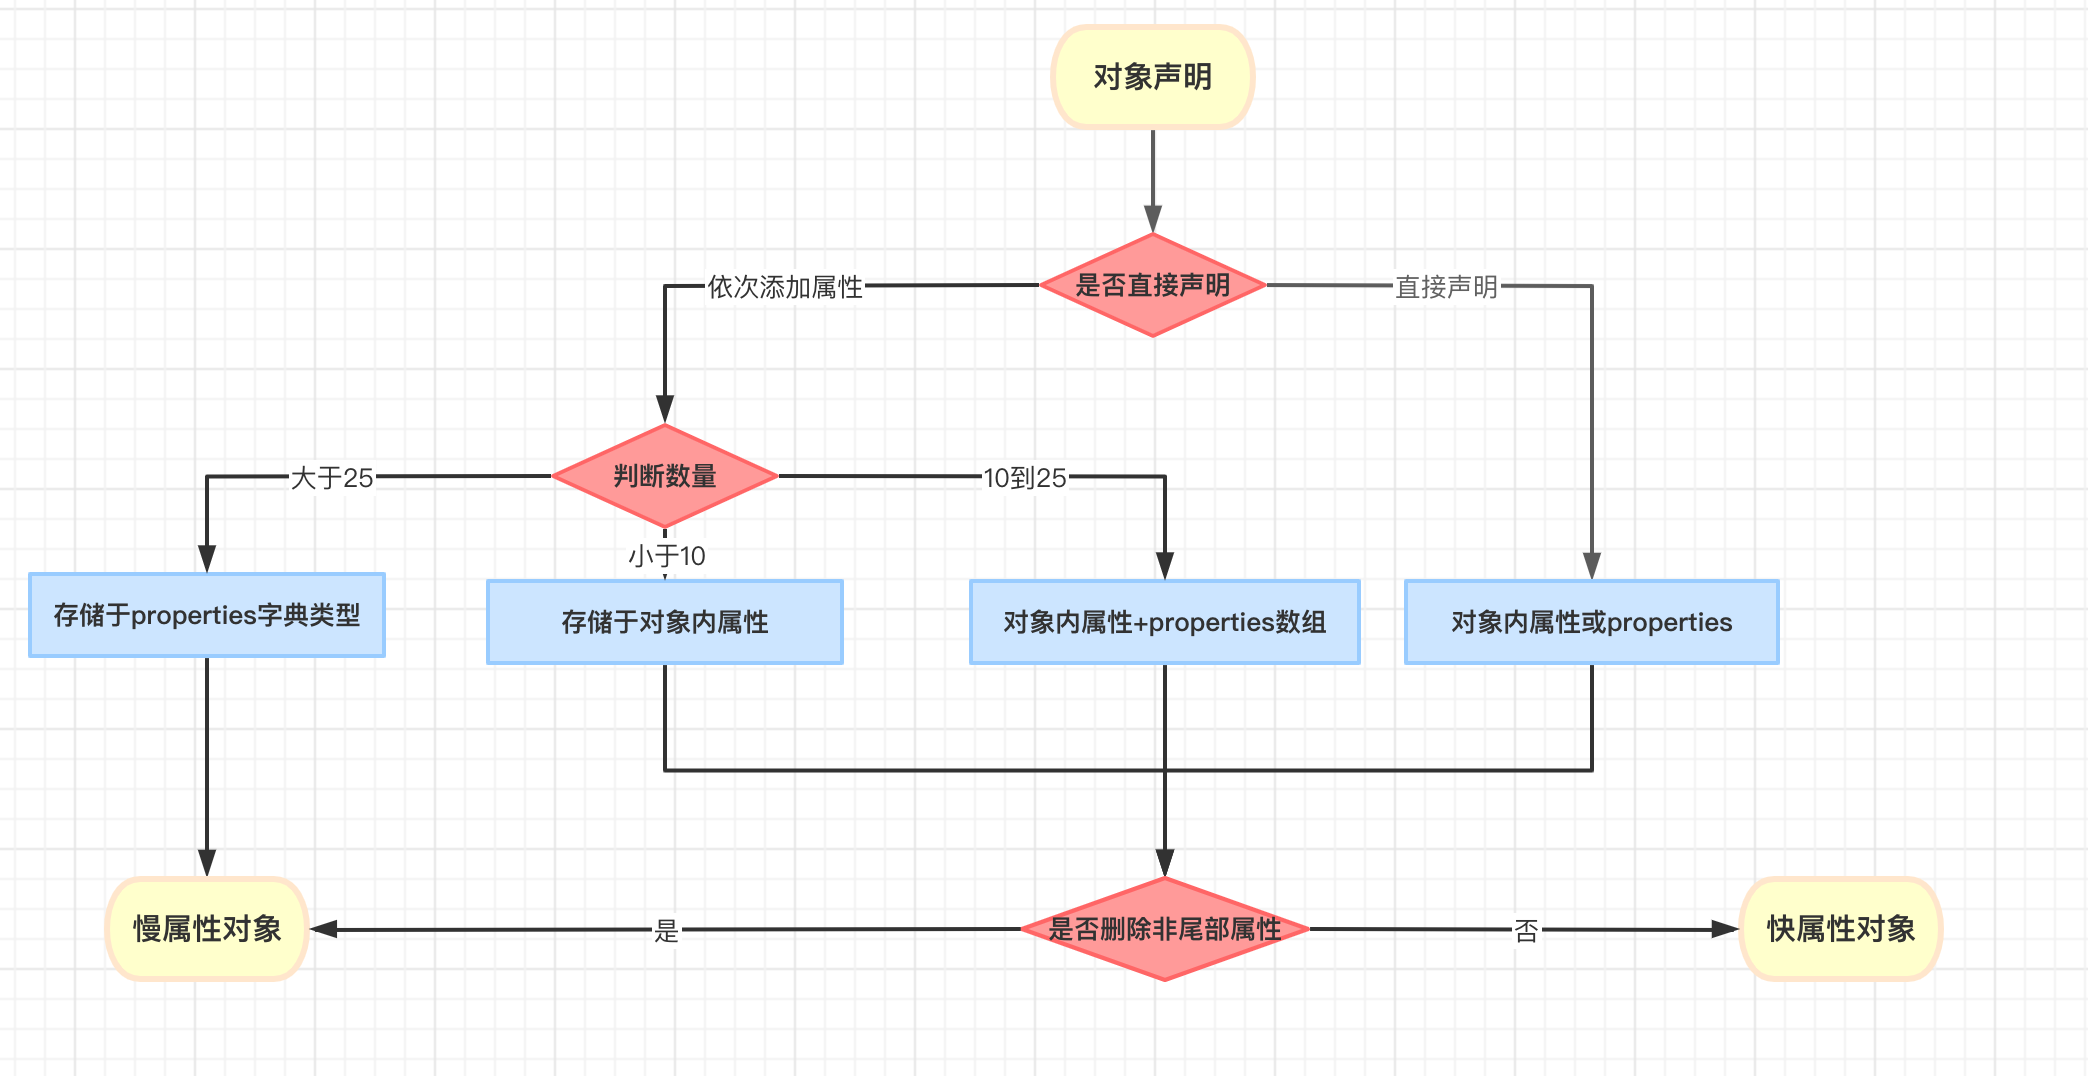 对象声明
是否直接声明
依次添加属性
直接声明
判断数量
大于25
10到25
小于10
存储于properties字典类型
存储于对象内属性
对象内属性+properties数组
对象内属性或properties
慢属性对象
是
是否删除非尾部属性
否
快属性对象